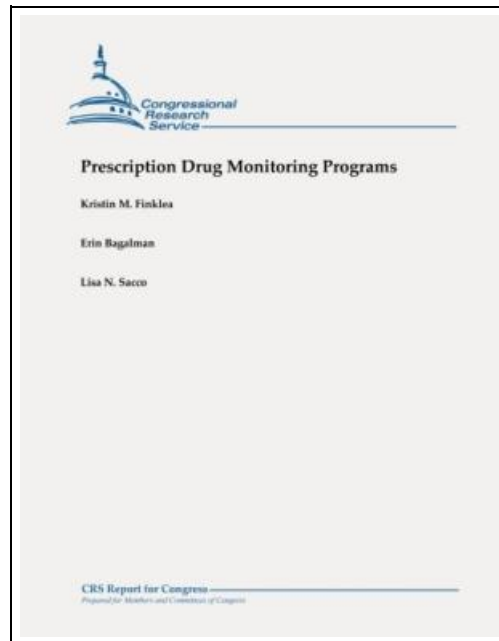 Congressional
Research
Service
Prescription Drug Monitoring Programs
Kristin M. Finklea
Erin Bagalman
Lisa N. Sacco
CRS Report for Congress
Prepared for Members and Committees of Congress